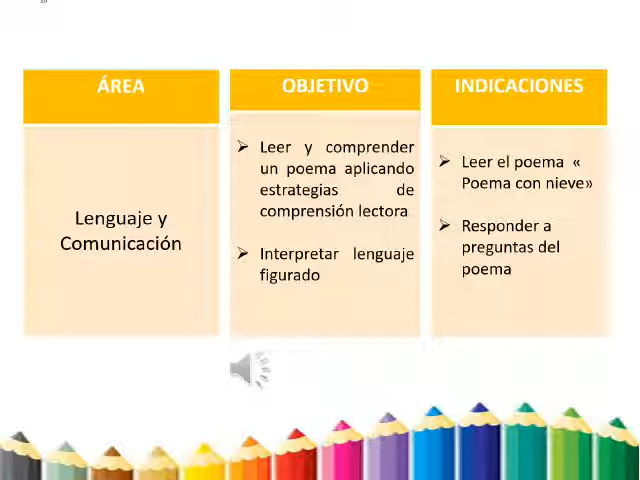 ÁREA
Lenguaje y
Comunicación
OBJETIVO
Leer y comprender
un poema aplicando
estrategias de
comprensión lectora
Interpretar lenguaje
figurado
INDICACIONES
Leer el poema «
Poema con nieve»
Responder a
preguntas del
poema